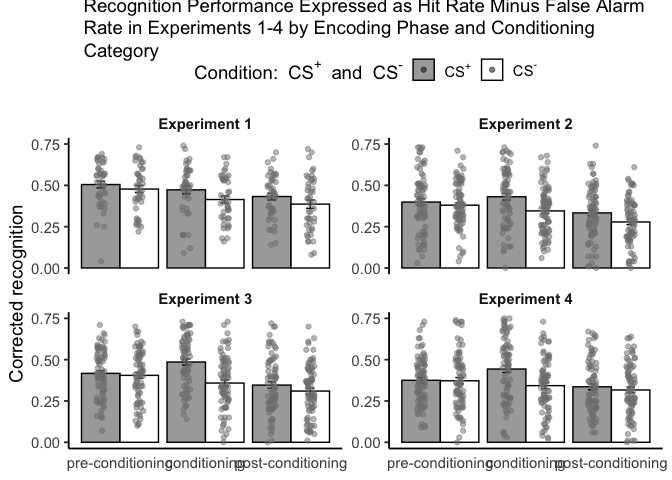 Recognition Performance Expressed as Hit Rate Minus False Alarm
Rate in Experiments 1-4 by Encoding Phase and Conditioning
Category
Condition: CS+ and CS- CS+ CS-
Experiment 1
Experiment 2
0.75
0.50
0.25
0.00
0.75
0.50
0.25
0.00
Corrected recognition
Experiment 3
Experiment 4
0.75
0.50
0.25
0.00
0.75
0.50
0.25
0.00
pre-conditioning conditioning post-conditioning
pre-conditioning conditioning post-conditioning